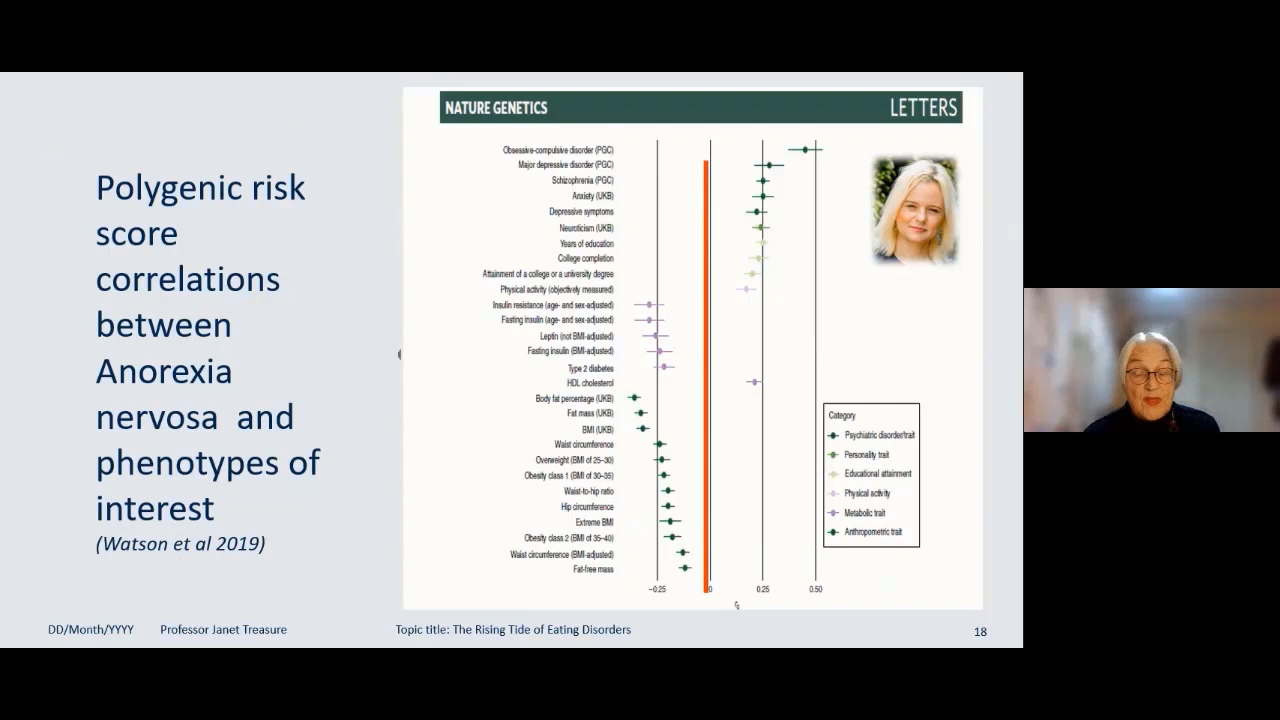 Polygenic risk
score
correlations
between
Anorexia
nervosa and
phenotypes of
interest
(Watson et al 2019)
NATURE GENETICS
LETTERS
Obsessive-compulsive disorder (PGC)
Major depressive disorder (PGC)
Schizophrenia (PGC)
Anxiety (UKB)
Depressive symptoms
Neuroticism (UKB)
Years of education
College completion
Attainment of a college or a university degree
Physical activity (objectively measured)
Insulin resistance (age- and sex-adjusted)
Fasting insulin (age- and sex-adjusted)
Leptin (not BMI-adjusted)
Fasting insulin (BMI-adjusted)
Type 2 diabetes
HDL cholesterol
Body fat percentage (UKB)
Fat mass (UKB)
BMI (UKB)
Waist circumference
Overweight (BMI of 25–30)
Obesity class 1 (BMI of 30–35)
Waist-to-hip ratio
Hip circumference
Extreme BMI
Obesity class 2 (BMI of 35–40)
Waist circumference (BMI-adjusted)
Fat-free mass
−0.25
0
0.25
0.50
Category
Psychiatric disorder/trait
Personality trait
Educational attainment
Physical activity
Metabolic trait
Anthropometric trait
DD/Month/YYYY
Professor Janet Treasure
Topic title: The Rising Tide of Eating Disorders
18